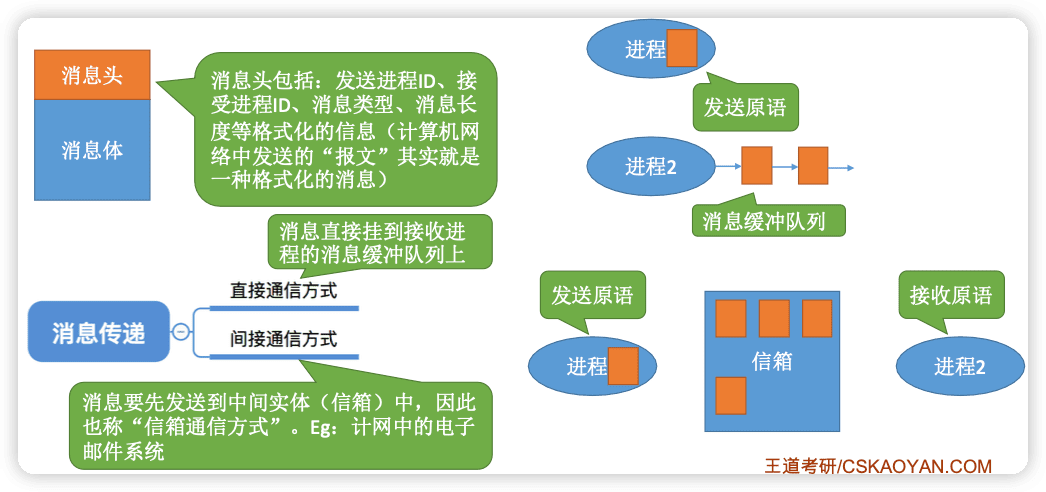 消息头
消息体
消息头包括：发送进程ID、接
受进程ID、消息类型、消息长
度等格式化的信息（计算机网
络中发送的“报文”其实就是
一种格式化的消息）
进程
发送原语
进程2
消息缓冲队列
消息直接挂到接收进
程的消息缓冲队列上
消息传递
直接通信方式
间接通信方式
消息要先发送到中间实体（信箱）中，因此
也称“信箱通信方式”。Eg：计网中的电子
邮件系统
发送原语
进程
信箱
接收原语
进程2
王道考研/CSKAOYAN.COM